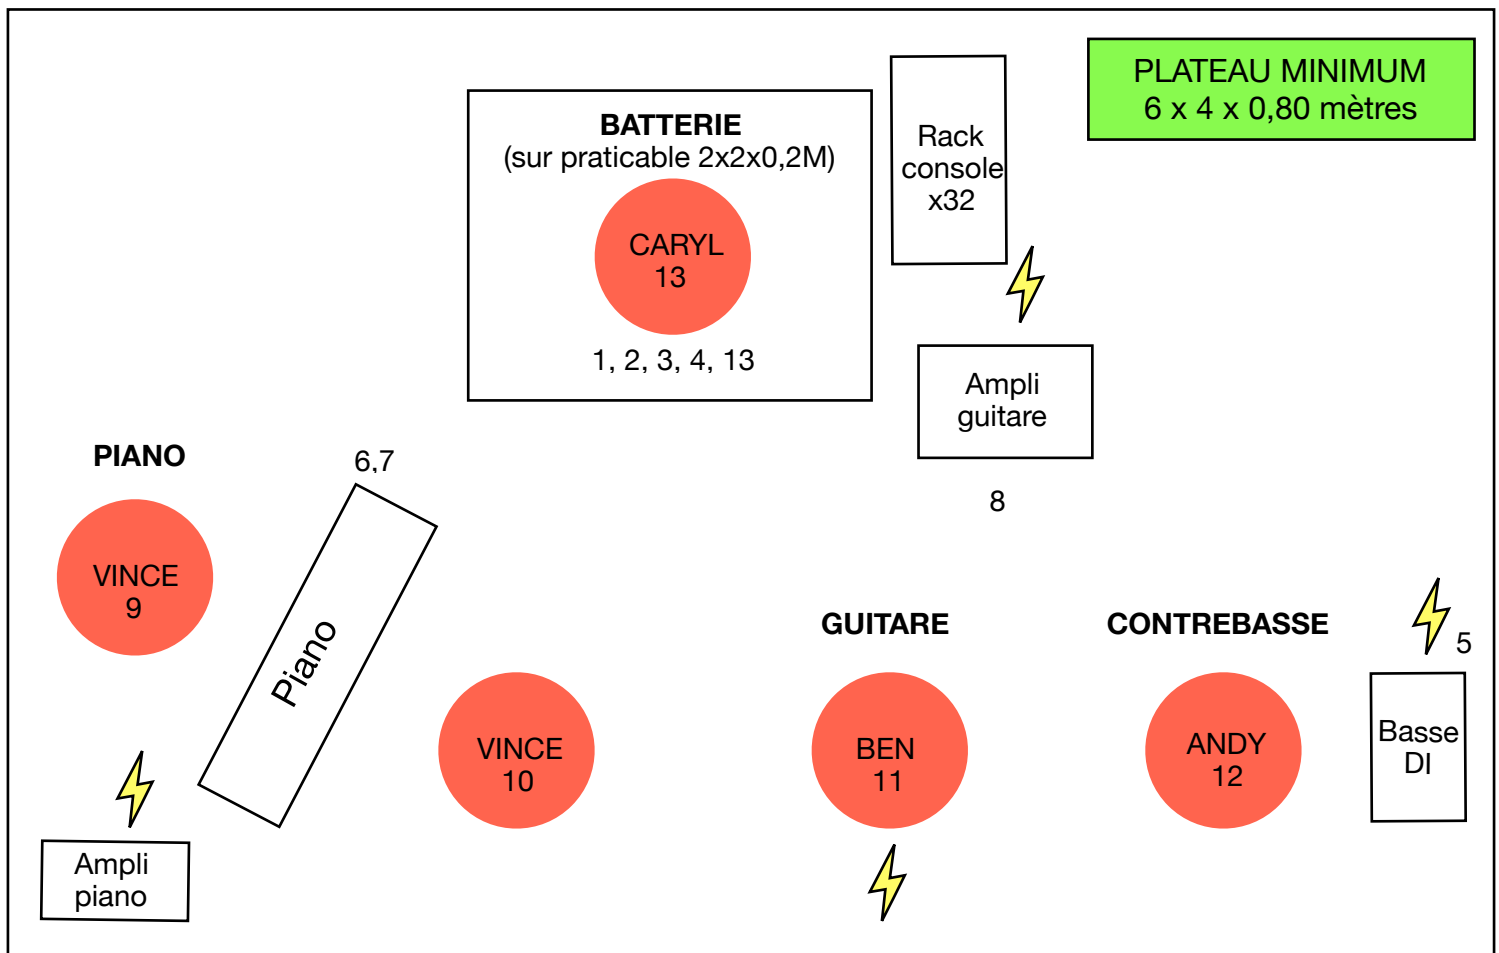 PLATEAU MINIMUM
6 x 4 x 0,80 mètres
BATTERIE
(sur praticable 2x2x0,2M)
CARYL
13
1, 2, 3, 4, 13
Rack
console
x32
Ampli
guitare
8
PIANO
6,7
VINCE
9
Piano
Ampli
piano
VINCE
10
GUITARE
BEN
11
CONTREBASSE
ANDY
12
5
Basse
DI